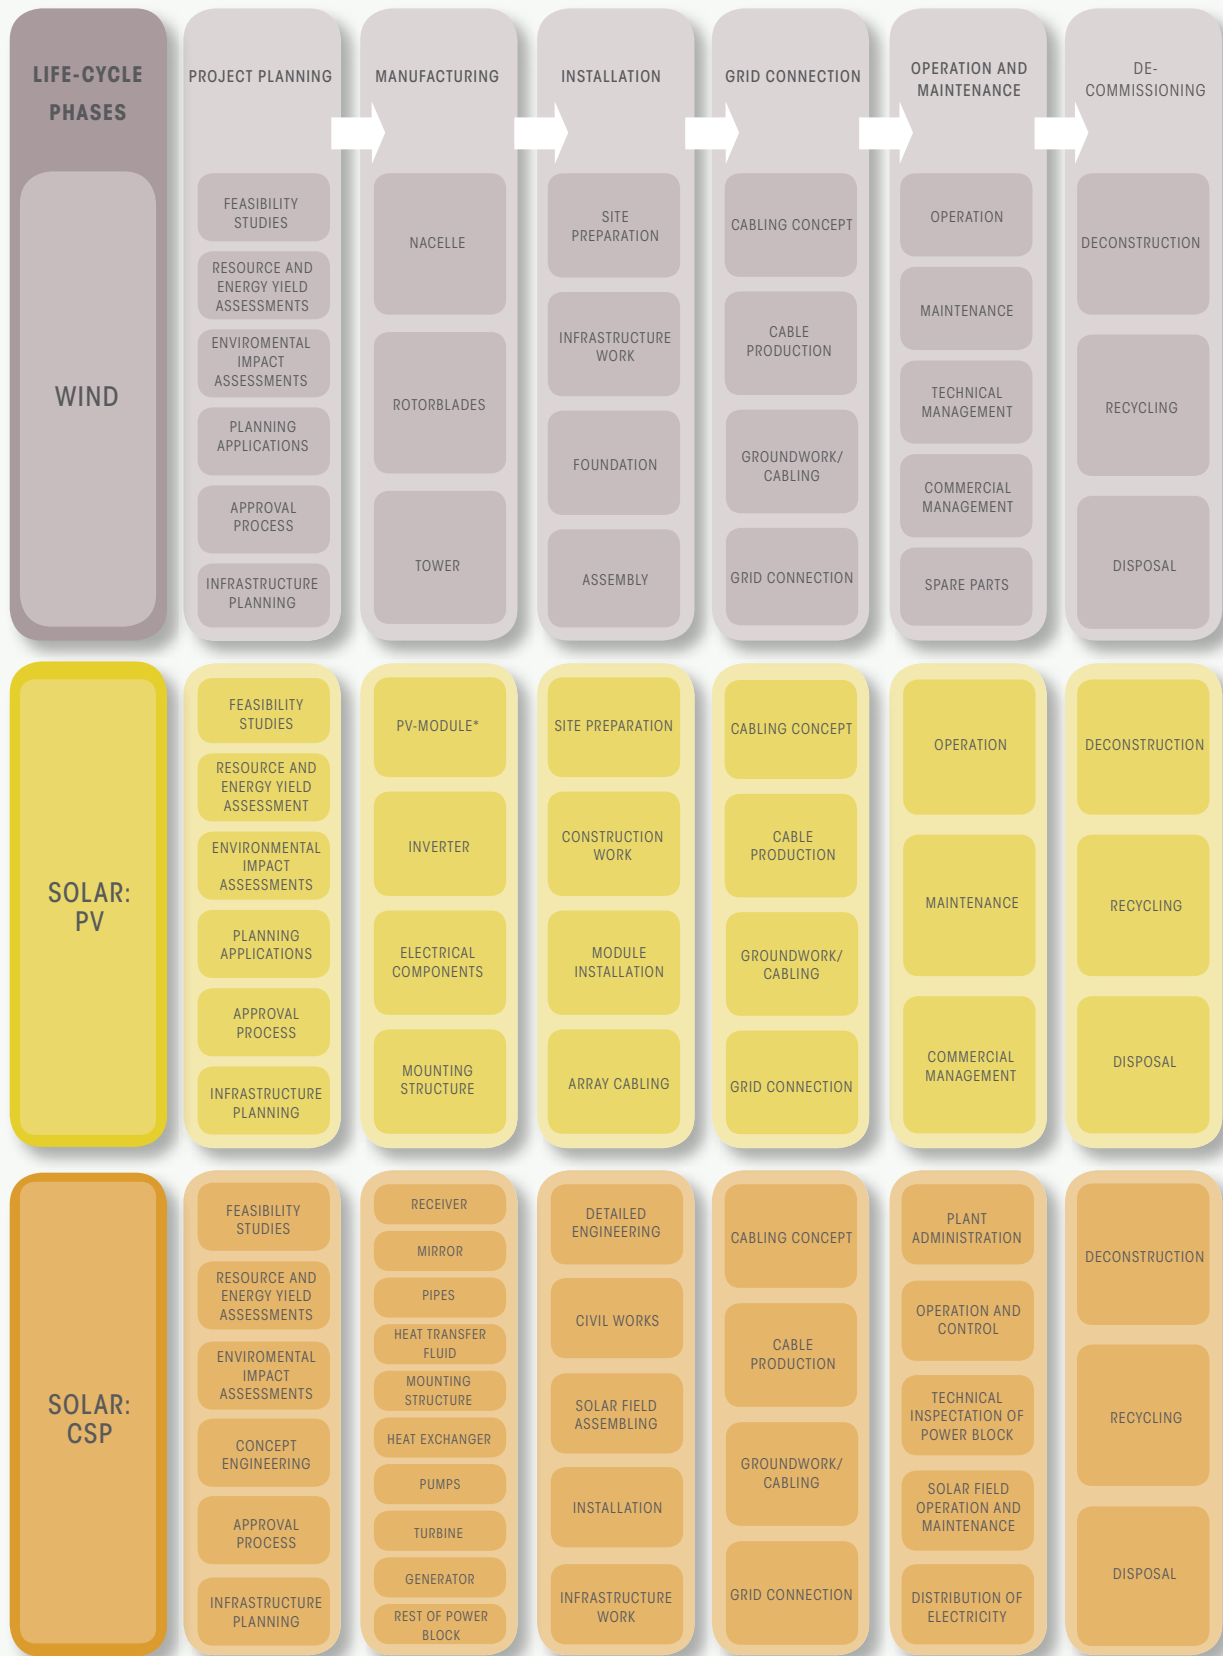 LIFE-CYCLE
PHASES
PROJECT PLANNING
MANUFACTURING
INSTALLATION
GRID CONNECTION
OPERATION AND
MAINTENANCE
DE-
COMMISSIONING
WIND
FEASIBILITY
STUDIES
RESOURCE AND
ENERGY YIELD
ASSESSMENTS
ENVIROMENTAL
IMPACT
ASSESSMENTS
PLANNING
APPLICATIONS
APPROVAL
PROCESS
INFRASTRUCTURE
PLANNING
NACELLE
ROTORBLADES
TOWER
SITE
PREPARATION
INFRASTRUCTURE
WORK
FOUNDATION
ASSEMBLY
CABLING CONCEPT
CABLE
PRODUCTION
GROUNDWORK/
CABLING
GRID CONNECTION
OPERATION
MAINTENANCE
TECHNICAL
MANAGEMENT
COMMERCIAL
MANAGEMENT
SPARE PARTS
DECONSTRUCTION
RECYCLING
DISPOSAL
SOLAR:
PV
FEASIBILITY
STUDIES
RESOURCE AND
ENERGY YIELD
ASSESSMENT
ENVIRONMENTAL
IMPACT
ASSESSMENTS
PLANNING
APPLICATIONS
APPROVAL
PROCESS
INFRASTRUCTURE
PLANNING
PV-MODULE*
INVERTER
ELECTRICAL
COMPONENTS
MOUNTING
STRUCTURE
SITE PREPARATION
CONSTRUCTION
WORK
MODULE
INSTALLATION
ARRAY CABLING
CABLING CONCEPT
CABLE
PRODUCTION
GROUNDWORK/
CABLING
GRID CONNECTION
OPERATION
MAINTENANCE
COMMERCIAL
MANAGEMENT
DECONSTRUCTION
RECYCLING
DISPOSAL
SOLAR:
CSP
FEASIBILITY
STUDIES
RESOURCE AND
ENERGY YIELD
ASSESSMENTS
ENVIROMENTAL
IMPACT
ASSESSMENTS
CONCEPT
ENGINEERING
APPROVAL
PROCESS
INFRASTRUCTURE
PLANNING
RECEIVER
MIRROR
PIPES
HEAT TRANSFER
FLUID
MOUNTING
STRUCTURE
HEAT EXCHANGER
PUMPS
TURBINE
GENERATOR
REST OF POWER
BLOCK
DETAILED
ENGINEERING
CIVIL WORKS
SOLAR FIELD
ASSEMBLING
INSTALLATION
INFRASTRUCTURE
WORK
CABLING CONCEPT
CABLE
PRODUCTION
GROUNDWORK/
CABLING
GRID CONNECTION
PLANT
ADMINISTRATION
OPERATION AND
CONTROL
TECHNICAL
INSPECTATION OF
POWER BLOCK
SOLAR FIELD
OPERATION AND
MAINTENANCE
DISTRIBUTION OF
ELECTRICITY
DECONSTRUCTION
RECYCLING
DISPOSAL